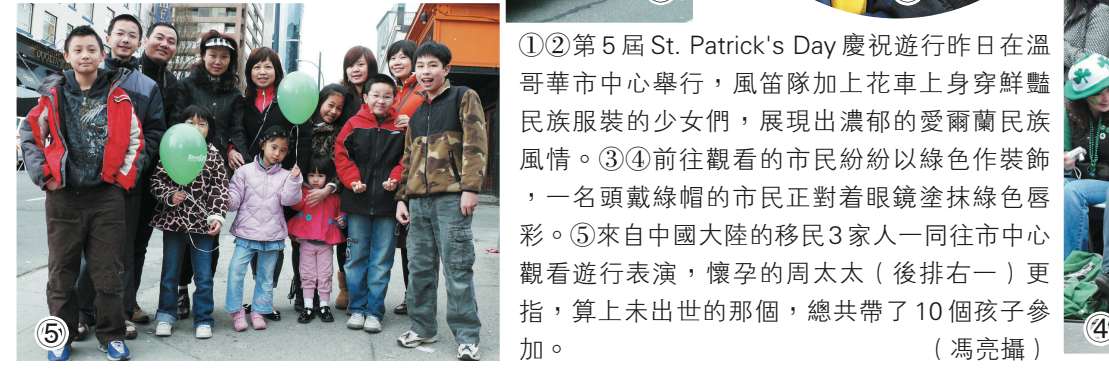 ①②第5屆St. Patrick's Day慶祝遊行昨日在溫
哥華市中心舉行，風笛隊加上花車上身穿鮮豔
民族服裝的少女們，展現出濃郁的愛爾蘭民族
風情。③④前往觀看的市民紛紛以綠色作裝飾
，一名頭戴綠帽的市民正對着眼鏡塗抹綠色唇
彩。⑤來自中國大陸的移民3家人一同往市中心
觀看遊行表演，懷孕的周太太（後排右一）更
指，算上未出世的那個，總共帶了10個孩子參
加。（馮亮攝）
⑤
④